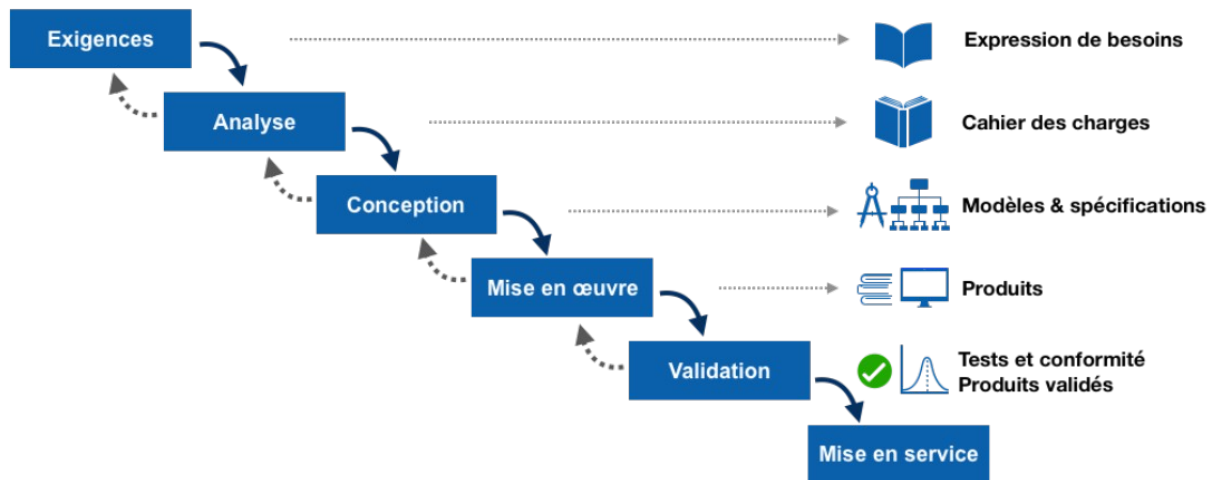 Exigences
Expression de besoins
Analyse
Cahier des charges
Conception
Modèles & spécifications
Mise en œuvre
Produits
Validation
Tests et conformité
Produits validés
Mise en service